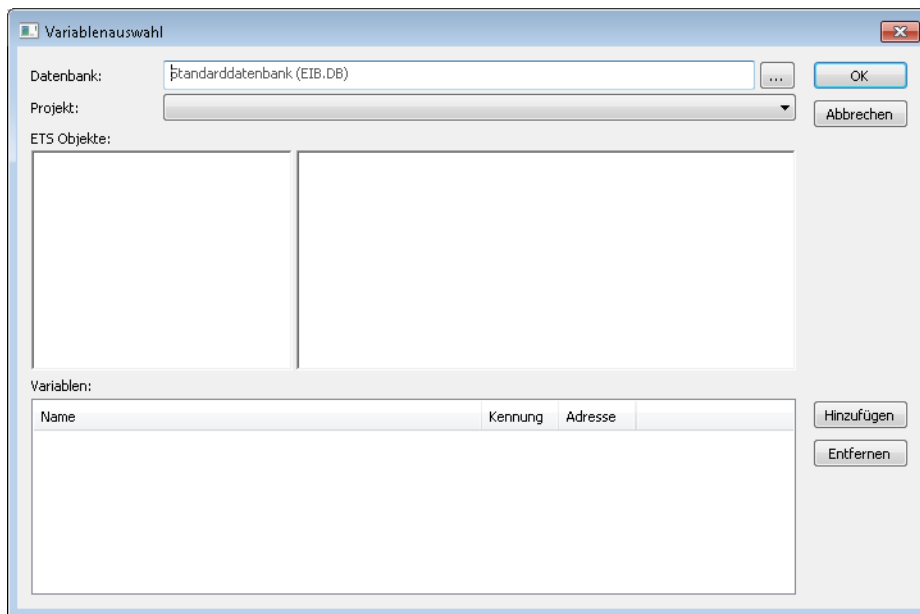 Variablenauswahl
Datenbank: Standarddatenbank (EIB.DB) ... OK
Projekt: Abbrechen
ETS Objekte:
Variablen:
Name Kennung Adresse Hinzufügen
Entfernen